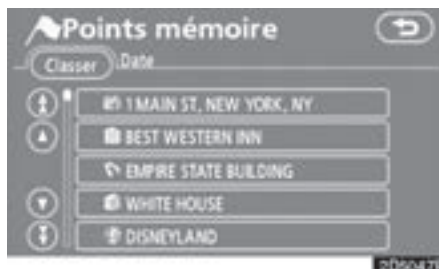 Points mémoire
Classer Date
1 MAIN ST, NEW YORK, NY
BEST WESTERN INN
EMPIRE STATE BUILDING
WHITE HOUSE
DISNEYLAND